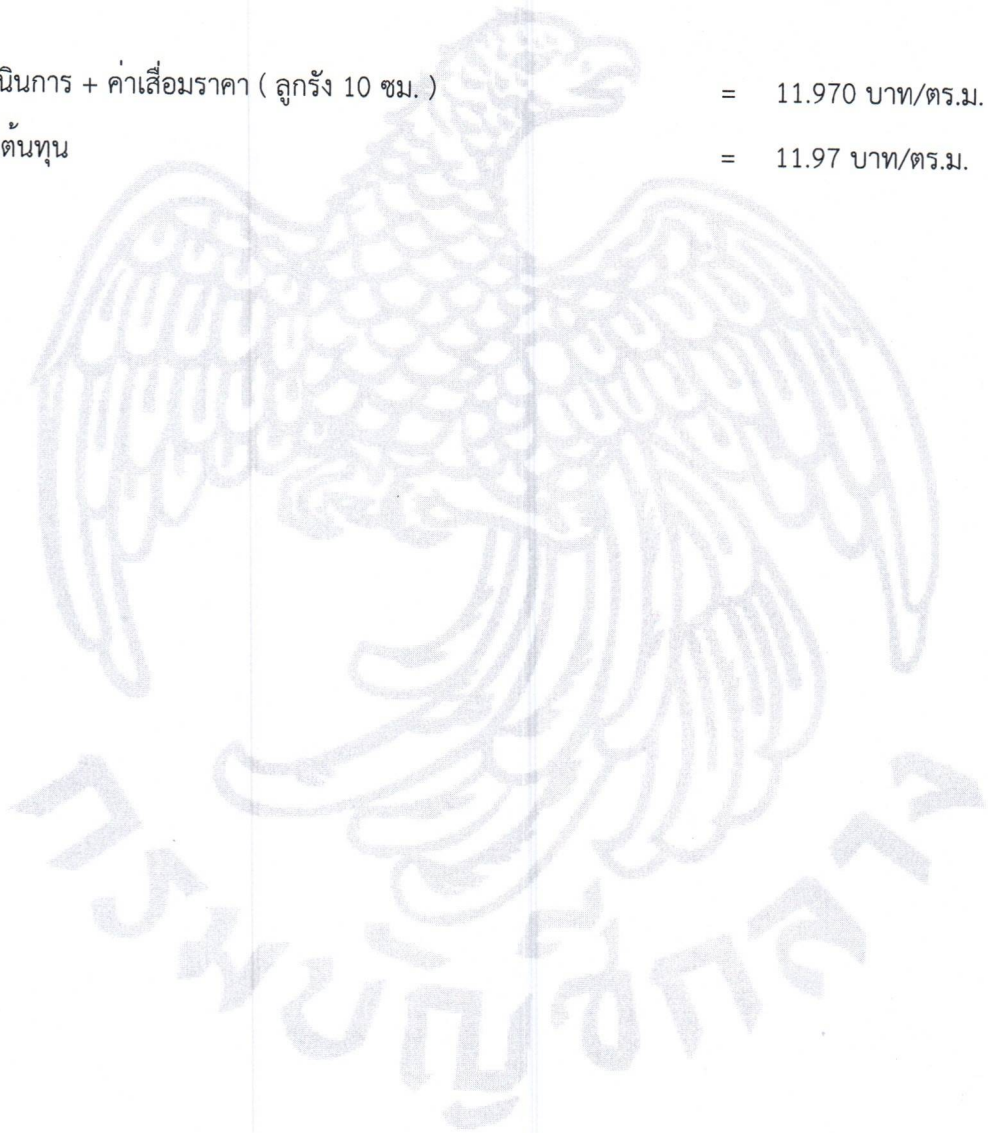 นินการ + ค่าเสื่อมราคา ( ลูกรัง 10 ซม. ) = 11.970 บาท/ตร.ม.
ต้นทุน = 11.97 บาท/ตร.ม.
กรมบัญชีกลาง